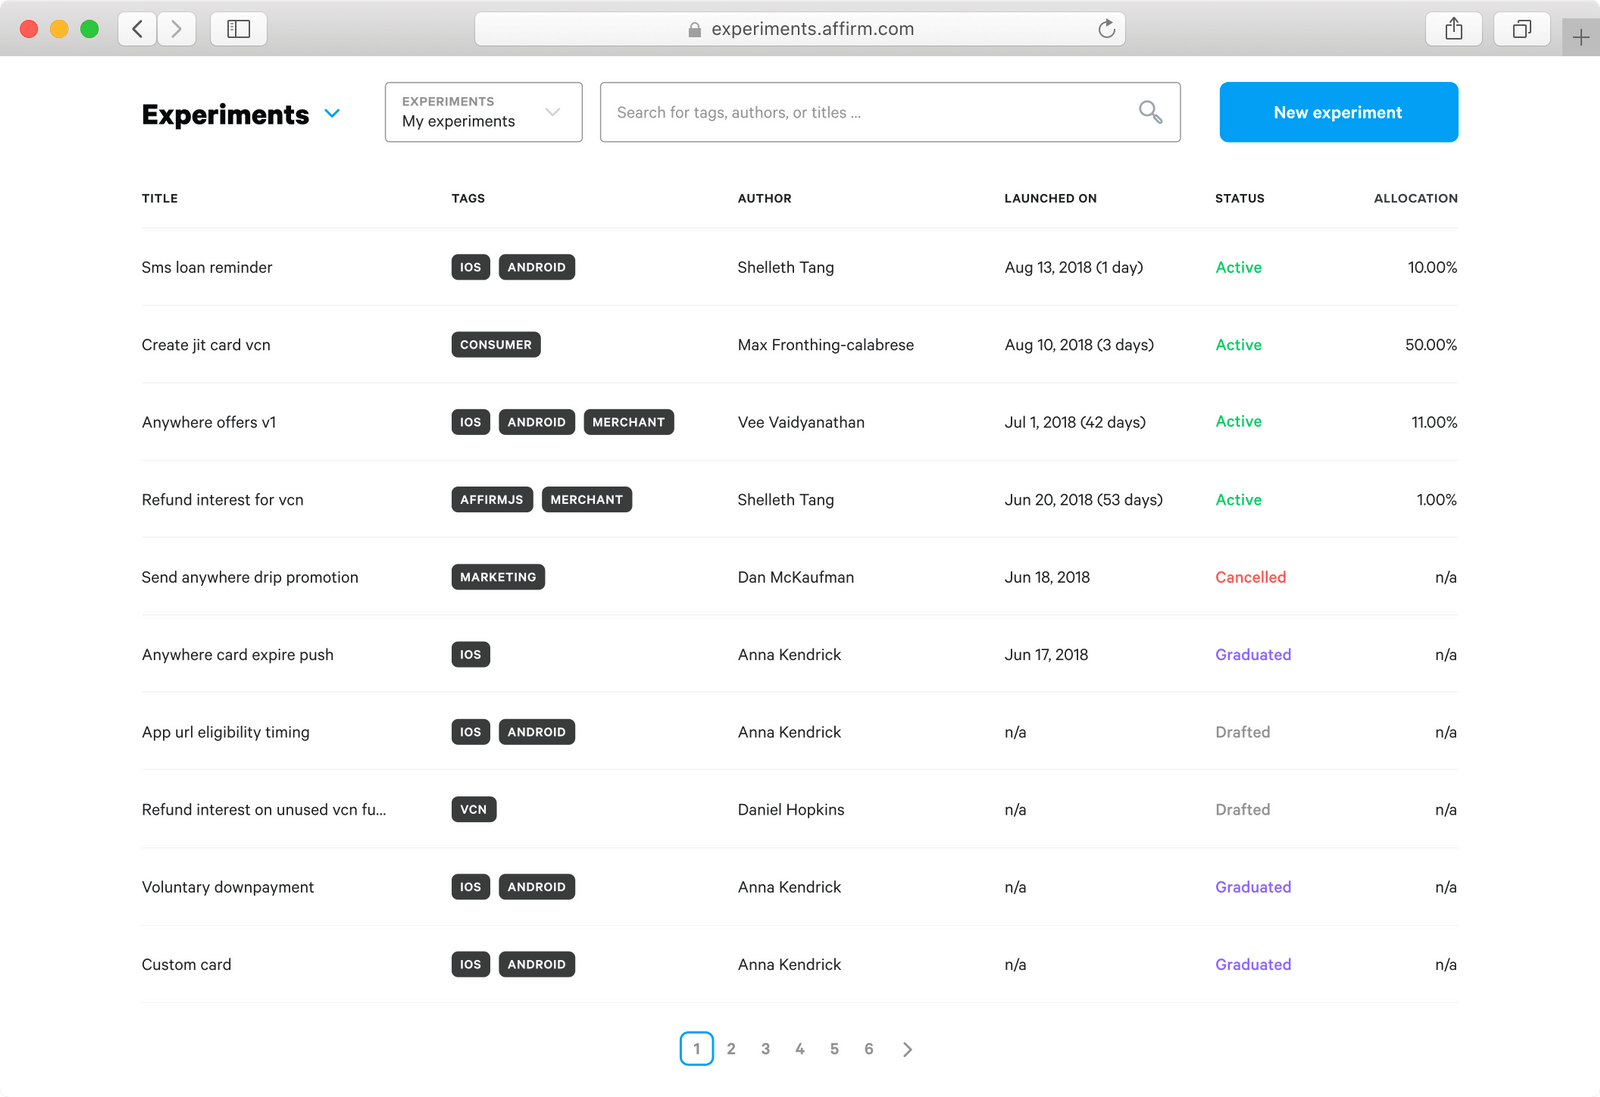 experiments.affirm.com
Experiments
EXPERIMENTS
My experiments
Search for tags, authors, or titles ...
New experiment
TITLE TAGS AUTHOR LAUNCHED ON STATUS ALLOCATION
Sms loan reminder IOS ANDROID Shelleth Tang Aug 13, 2018 (1 day) Active 10.00%
Create jit card vcn CONSUMER Max Fronthing-calabrese Aug 10, 2018 (3 days) Active 50.00%
Anywhere offers v1 IOS ANDROID MERCHANT Vee Vaidyanathan Jul 1, 2018 (42 days) Active 11.00%
Refund interest for vcn AFFIRMJS MERCHANT Shelleth Tang Jun 20, 2018 (53 days) Active 1.00%
Send anywhere drip promotion MARKETING Dan McKaufman Jun 18, 2018 Cancelled n/a
Anywhere card expire push IOS Anna Kendrick Jun 17, 2018 Graduated n/a
App url eligibility timing IOS ANDROID Anna Kendrick n/a Drafted n/a
Refund interest on unused vcn fu... VCN Daniel Hopkins n/a Drafted n/a
Voluntary downpayment IOS ANDROID Anna Kendrick n/a Graduated n/a
Custom card IOS ANDROID Anna Kendrick n/a Graduated n/a
1 2 3 4 5 6